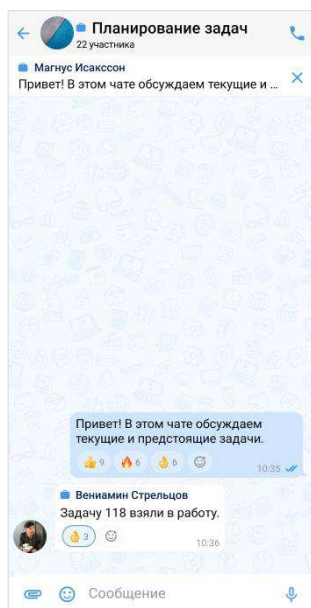 Планирование задач
22 участника
Магнус Исакссон
Привет! В этом чате обсуждаем текущие и ...
Привет! В этом чате обсуждаем
текущие и предстоящие задачи.
9 6 6
10:35
Вениамин Стрельцов
Задачу 118 взяли в работу.
3
10:36
Сообщение